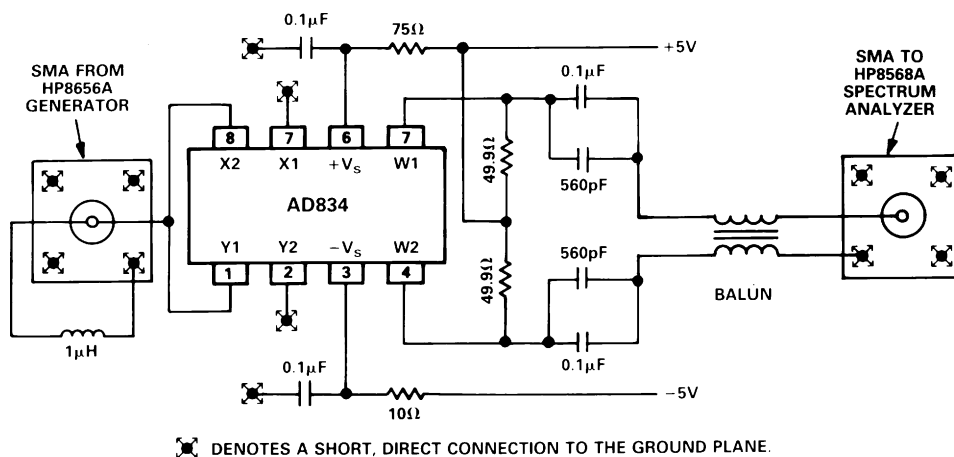 0.1μF
75Ω
+5V
SMA FROM
HP8656A
GENERATOR
SMA TO
HP8568A
SPECTRUM
ANALYZER
0.1μF
8
7
6
7
X2
X1
+VS
W1
49.9Ω
560pF
AD834
Y1
Y2
−VS
W2
1
2
3
4
49.9Ω
560pF
BALUN
1μH
0.1μF
0.1μF
10Ω
−5V
DENOTES A SHORT, DIRECT CONNECTION TO THE GROUND PLANE.